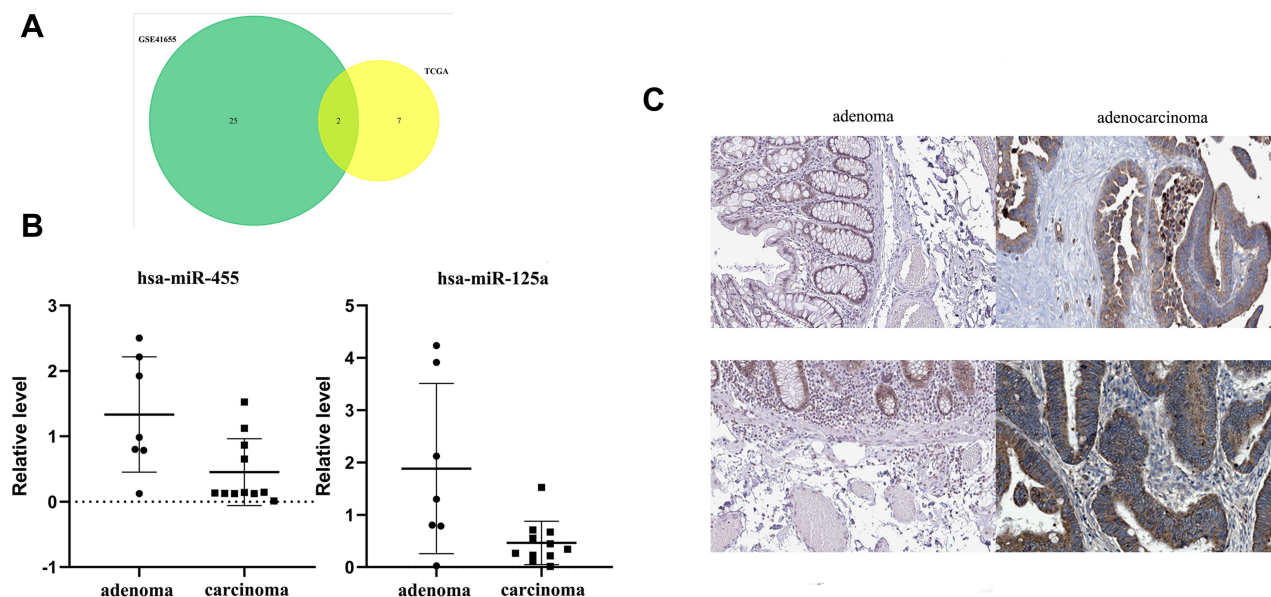 A
GSE41655
TCGA
25
2
7
B
hsa-miR-455
3
2
1
0
-1
Relative level
adenoma
carcinoma
hsa-miR-125a
5
4
3
2
1
0
Relative level
adenoma
carcinoma
C
adenoma
adenocarcinoma